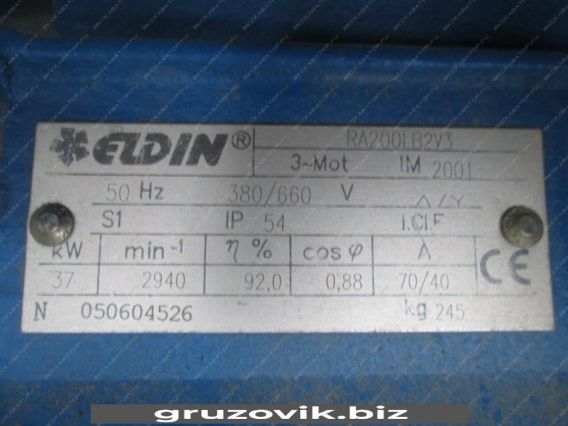 ELDIN® RA200LB2У3
3~Mot IM 2001
50 Hz 380/660 V Δ/Y
S1 IP 54 I.Cl.F
kW min⁻¹ η % cos φ A
37 2940 92,0 0,88 70/40 CE
N 050604526 kg 245
gruzovik.biz